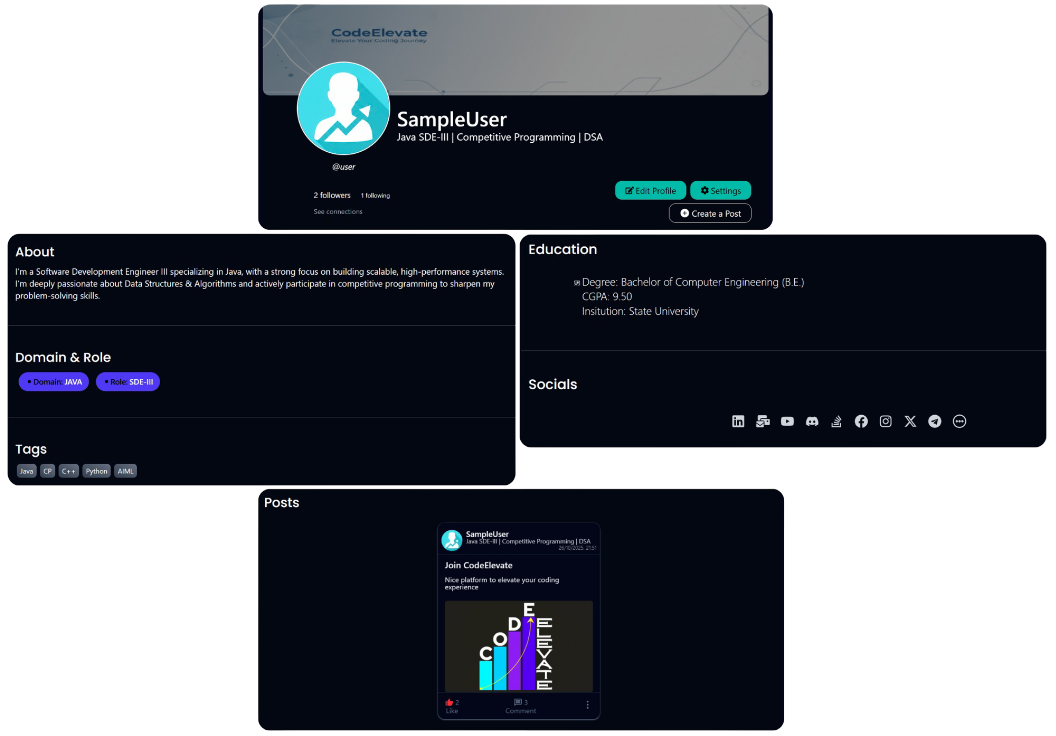 CodeElevate
Elevate Your Coding Journey
SampleUser
Java SDE-III | Competitive Programming | DSA
@user
2 followers 1 following
See connections
Edit Profile Settings
Create a Post
About
I'm a Software Development Engineer III specializing in Java, with a strong focus on building scalable, high-performance systems.
I'm deeply passionate about Data Structures & Algorithms and actively participate in competitive programming to sharpen my
problem-solving skills.
Domain & Role
• Domain: JAVA • Role: SDE-III
Tags
Java CP C++ Python AIML
Education
Degree: Bachelor of Computer Engineering (B.E.)
CGPA: 9.50
Insitution: State University
Socials
Posts
SampleUser
Java SDE-III | Competitive Programming | DSA
Join CodeElevate
Nice platform to elevate your coding
experience
CODE
ELEVATE
2 3
Like Comment